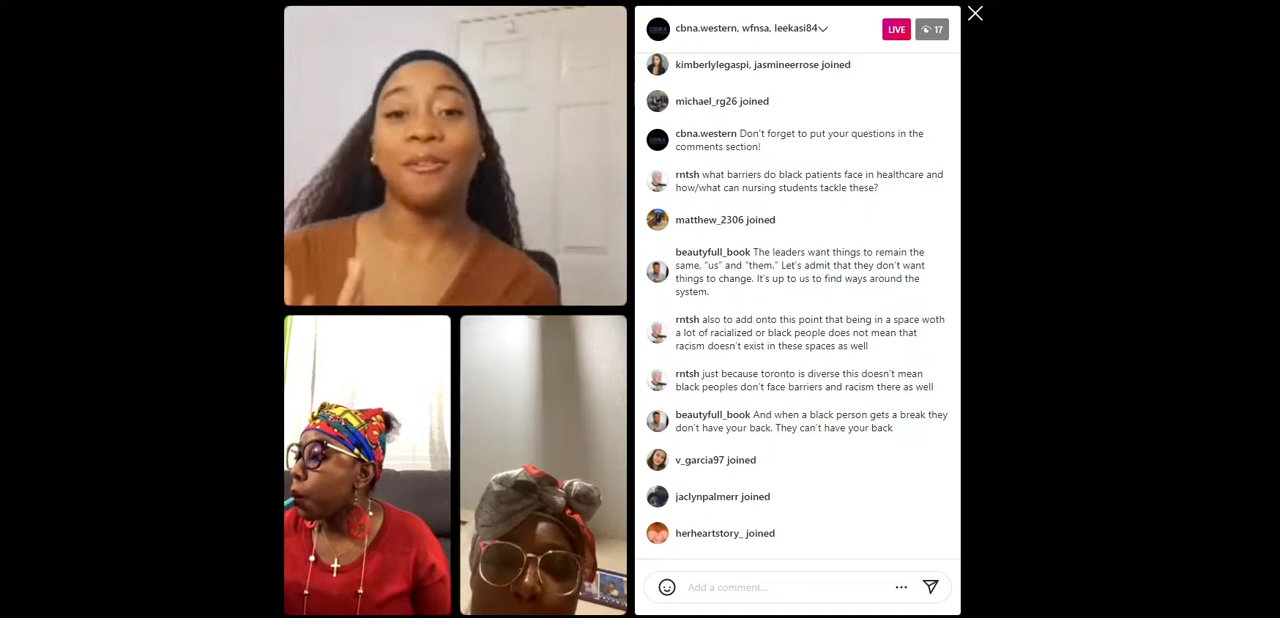 cbna.western, wfnsa, leekasi84
LIVE
17
kimberlylegaspi, jasmineerrose joined
michael_rg26 joined
cbna.western Don't forget to put your questions in the
comments section!
rntsh what barriers do black patients face in healthcare and
how/what can nursing students tackle these?
matthew_2306 joined
beautyfull_book The leaders want things to remain the
same, "us" and "them." Let's admit that they don't want
things to change. It's up to us to find ways around the
system.
rntsh also to add onto this point that being in a space woth
a lot of racialized or black people does not mean that
racism doesn't exist in these spaces as well
rntsh just because toronto is diverse this doesn't mean
black peoples don't face barriers and racism there as well
beautyfull_book And when a black person gets a break they
don't have your back. They can't have your back
v_garcia97 joined
jaclynpalmerr joined
herheartstory_ joined
Add a comment...